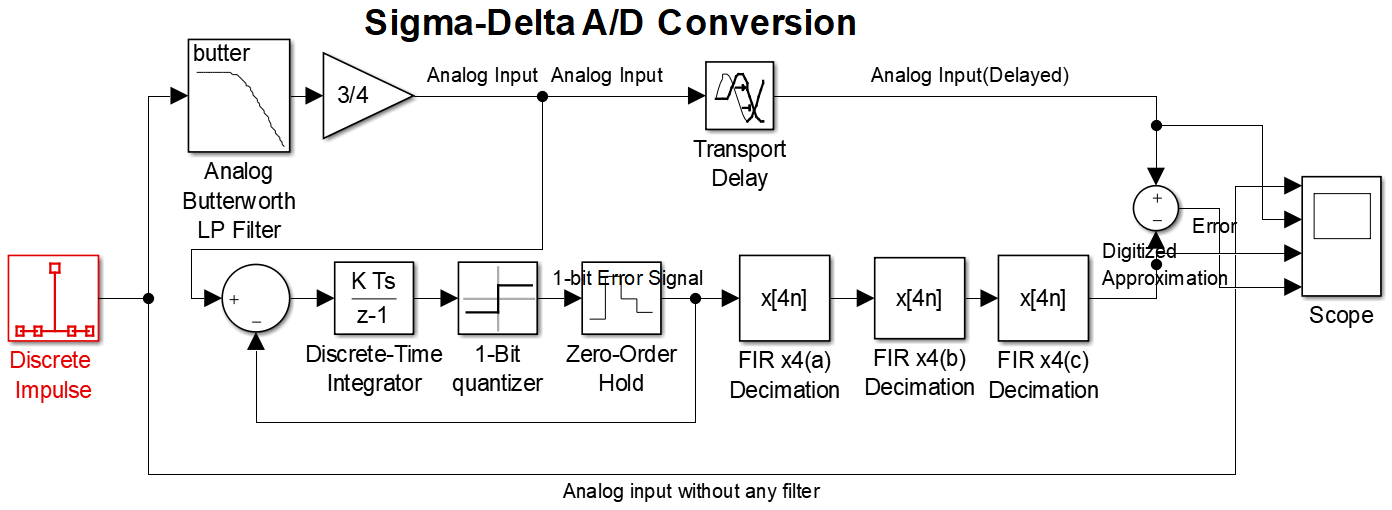 Sigma-Delta A/D Conversion
butter
3/4
Analog Input
Analog Input
Analog Input(Delayed)
Analog
Butterworth
LP Filter
Transport
Delay
+
−
Error
Digitized
Approximation
Scope
Discrete
Impulse
+
−
K Ts
z-1
Discrete-Time
Integrator
1-Bit
quantizer
1-bit Error Signal
Zero-Order
Hold
x[4n]
FIR x4(a)
Decimation
x[4n]
FIR x4(b)
Decimation
x[4n]
FIR x4(c)
Decimation
Analog input without any filter